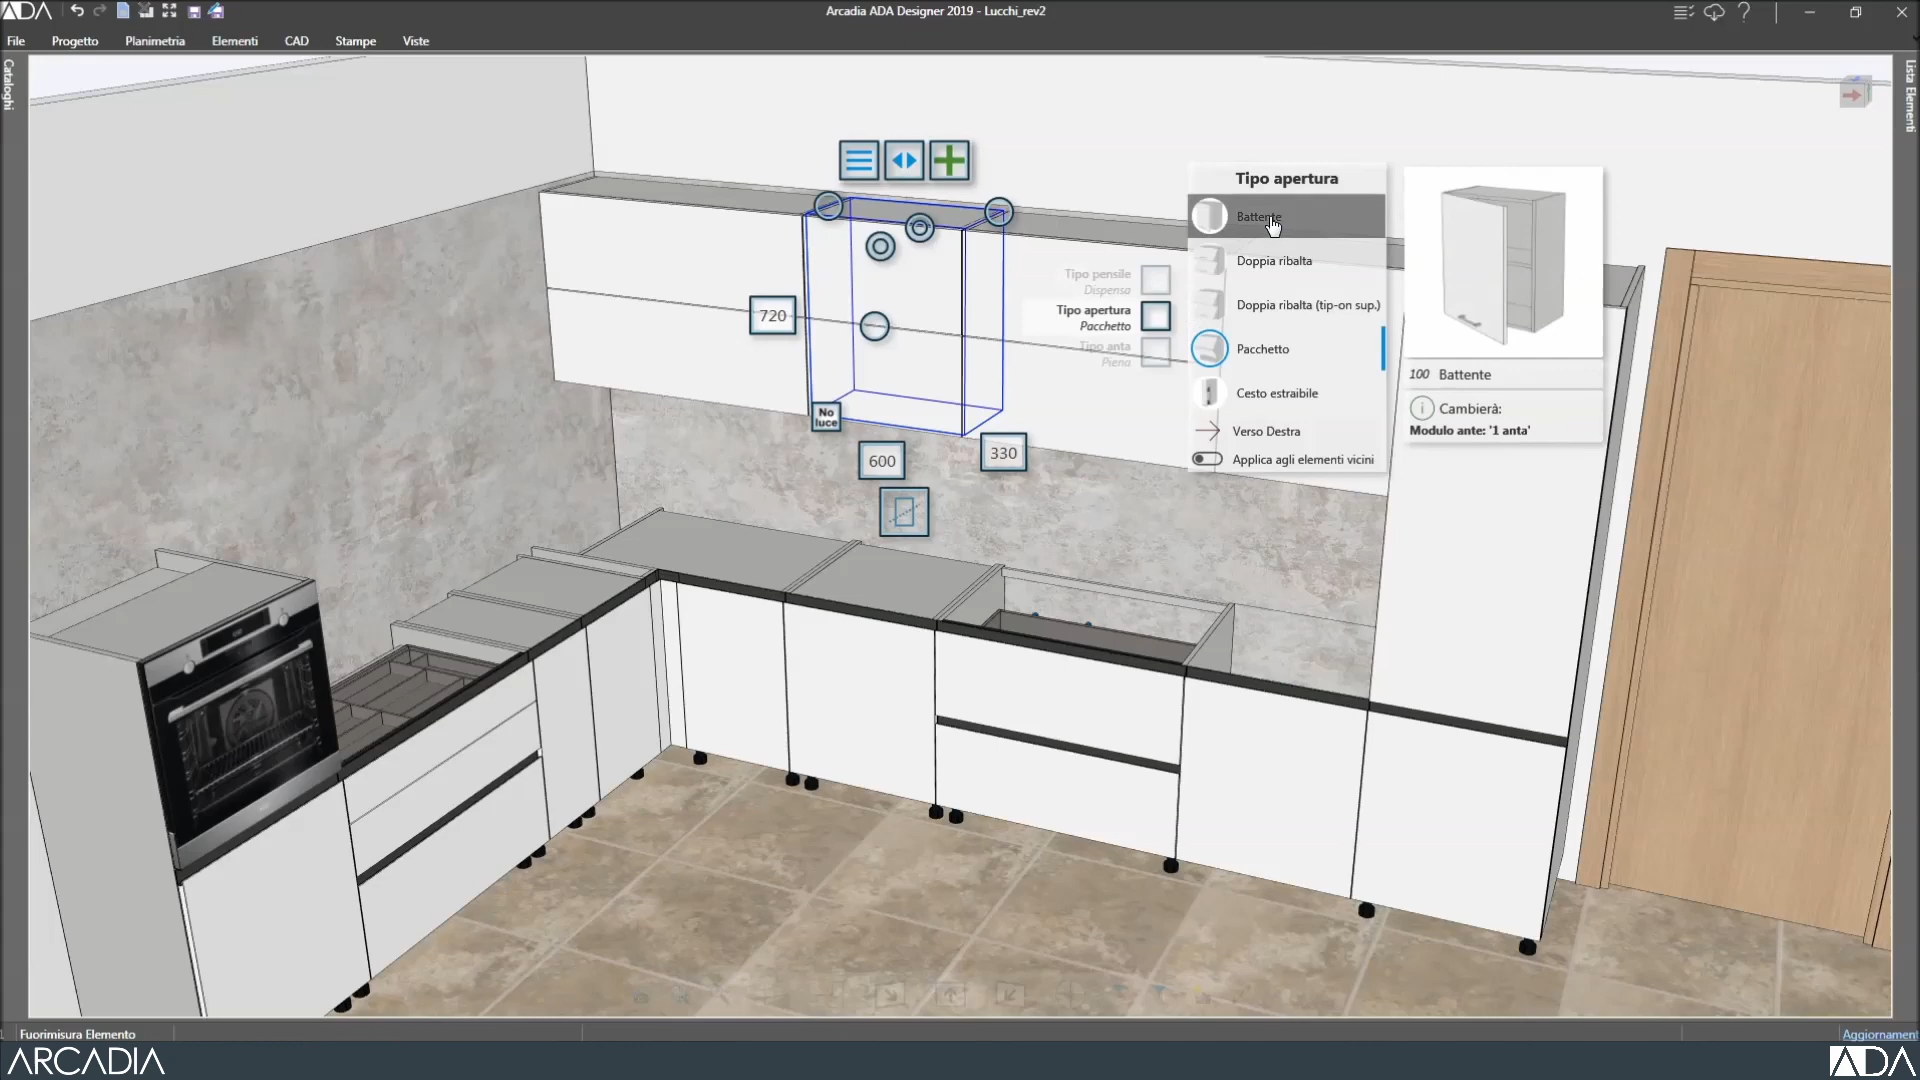 ADA
Arcadia ADA Designer 2019 - Lucchi_rev2
File
Progetto
Planimetria
Elementi
CAD
Stampe
Viste
Cataloghi
Lista Elementi
Tipo apertura
Battente
Doppia ribalta
Doppia ribalta (tip-on sup.)
Pacchetto
Cesto estraibile
Verso Destra
Applica agli elementi vicini
Tipo pensile
Dispensa
Tipo apertura
Pacchetto
Tipo anta
Piena
720
No
luce
600
330
100 Battente
Cambierà:
Modulo ante: '1 anta'
Fuorimisura Elemento
Aggiornament
ARCADIA
ADA